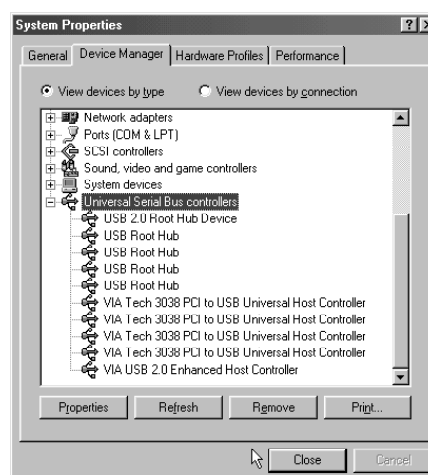 System Properties
General Device Manager Hardware Profiles Performance
View devices by type View devices by connection
Network adapters
Ports (COM & LPT)
SCSI controllers
Sound, video and game controllers
System devices
Universal Serial Bus controllers
USB 2.0 Root Hub Device
USB Root Hub
USB Root Hub
USB Root Hub
USB Root Hub
VIA Tech 3038 PCI to USB Universal Host Controller
VIA Tech 3038 PCI to USB Universal Host Controller
VIA Tech 3038 PCI to USB Universal Host Controller
VIA Tech 3038 PCI to USB Universal Host Controller
VIA USB 2.0 Enhanced Host Controller
Properties Refresh Remove Print...
Close Cancel